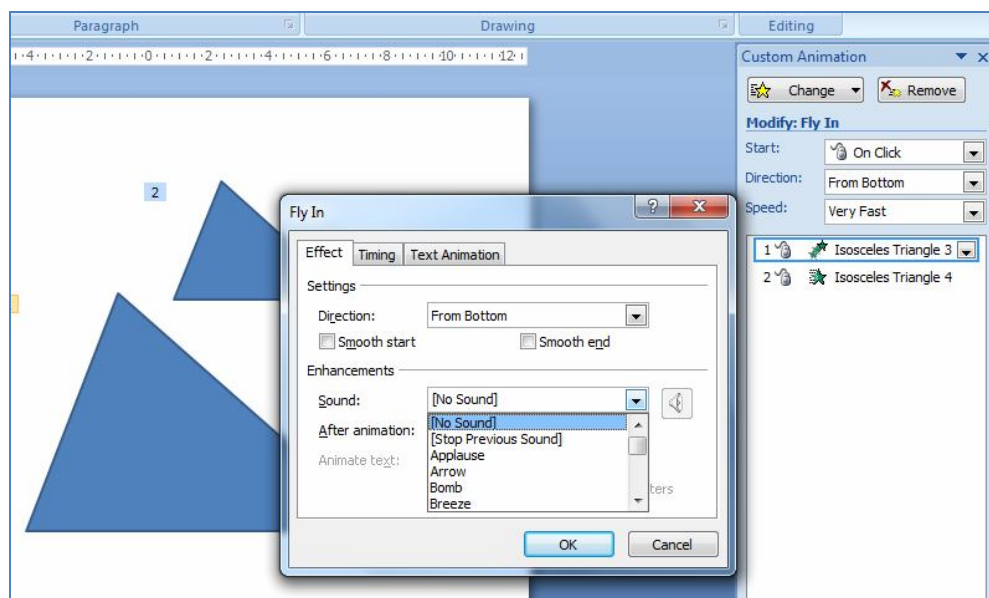 Paragraph
Drawing
Editing
4 2 0 2 4 6 8 10 12
Custom Animation
Change
Remove
Modify: Fly In
Start:
On Click
Direction:
From Bottom
Speed:
Very Fast
1 Isosceles Triangle 3
2 Isosceles Triangle 4
2
Fly In
Effect
Timing
Text Animation
Settings
Direction:
From Bottom
Smooth start
Smooth end
Enhancements
Sound:
[No Sound]
After animation:
Animate text:
[No Sound]
[Stop Previous Sound]
Applause
Arrow
Bomb
Breeze
OK
Cancel